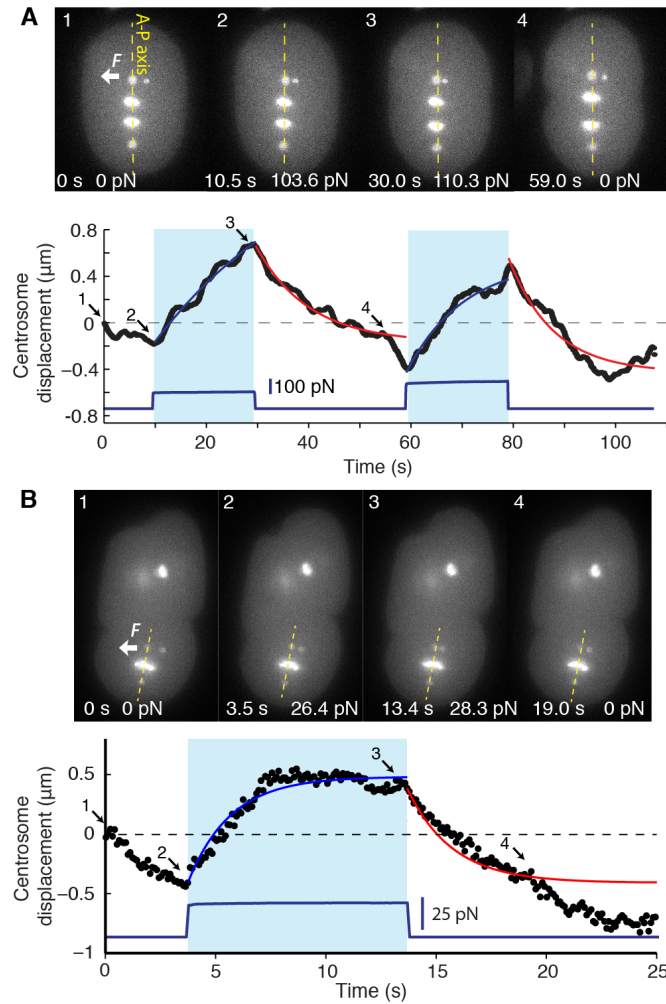 A
1 2 3 4
A-P axis
F
0 s 0 pN 10.5 s 103.6 pN 30.0 s 110.3 pN 59.0 s 0 pN
0.8
0.4
0
−0.4
-0.8
Centrosome
displacement (μm)
1
2
3
4
100 pN
0 20 40 60 80 100
Time (s)
B
1 2 3 4
F
0 s 0 pN 3.5 s 26.4 pN 13.4 s 28.3 pN 19.0 s 0 pN
0.5
0
−0.5
−1
Centrosome
displacement (μm)
1
2
3
4
25 pN
0 5 10 15 20 25
Time (s)